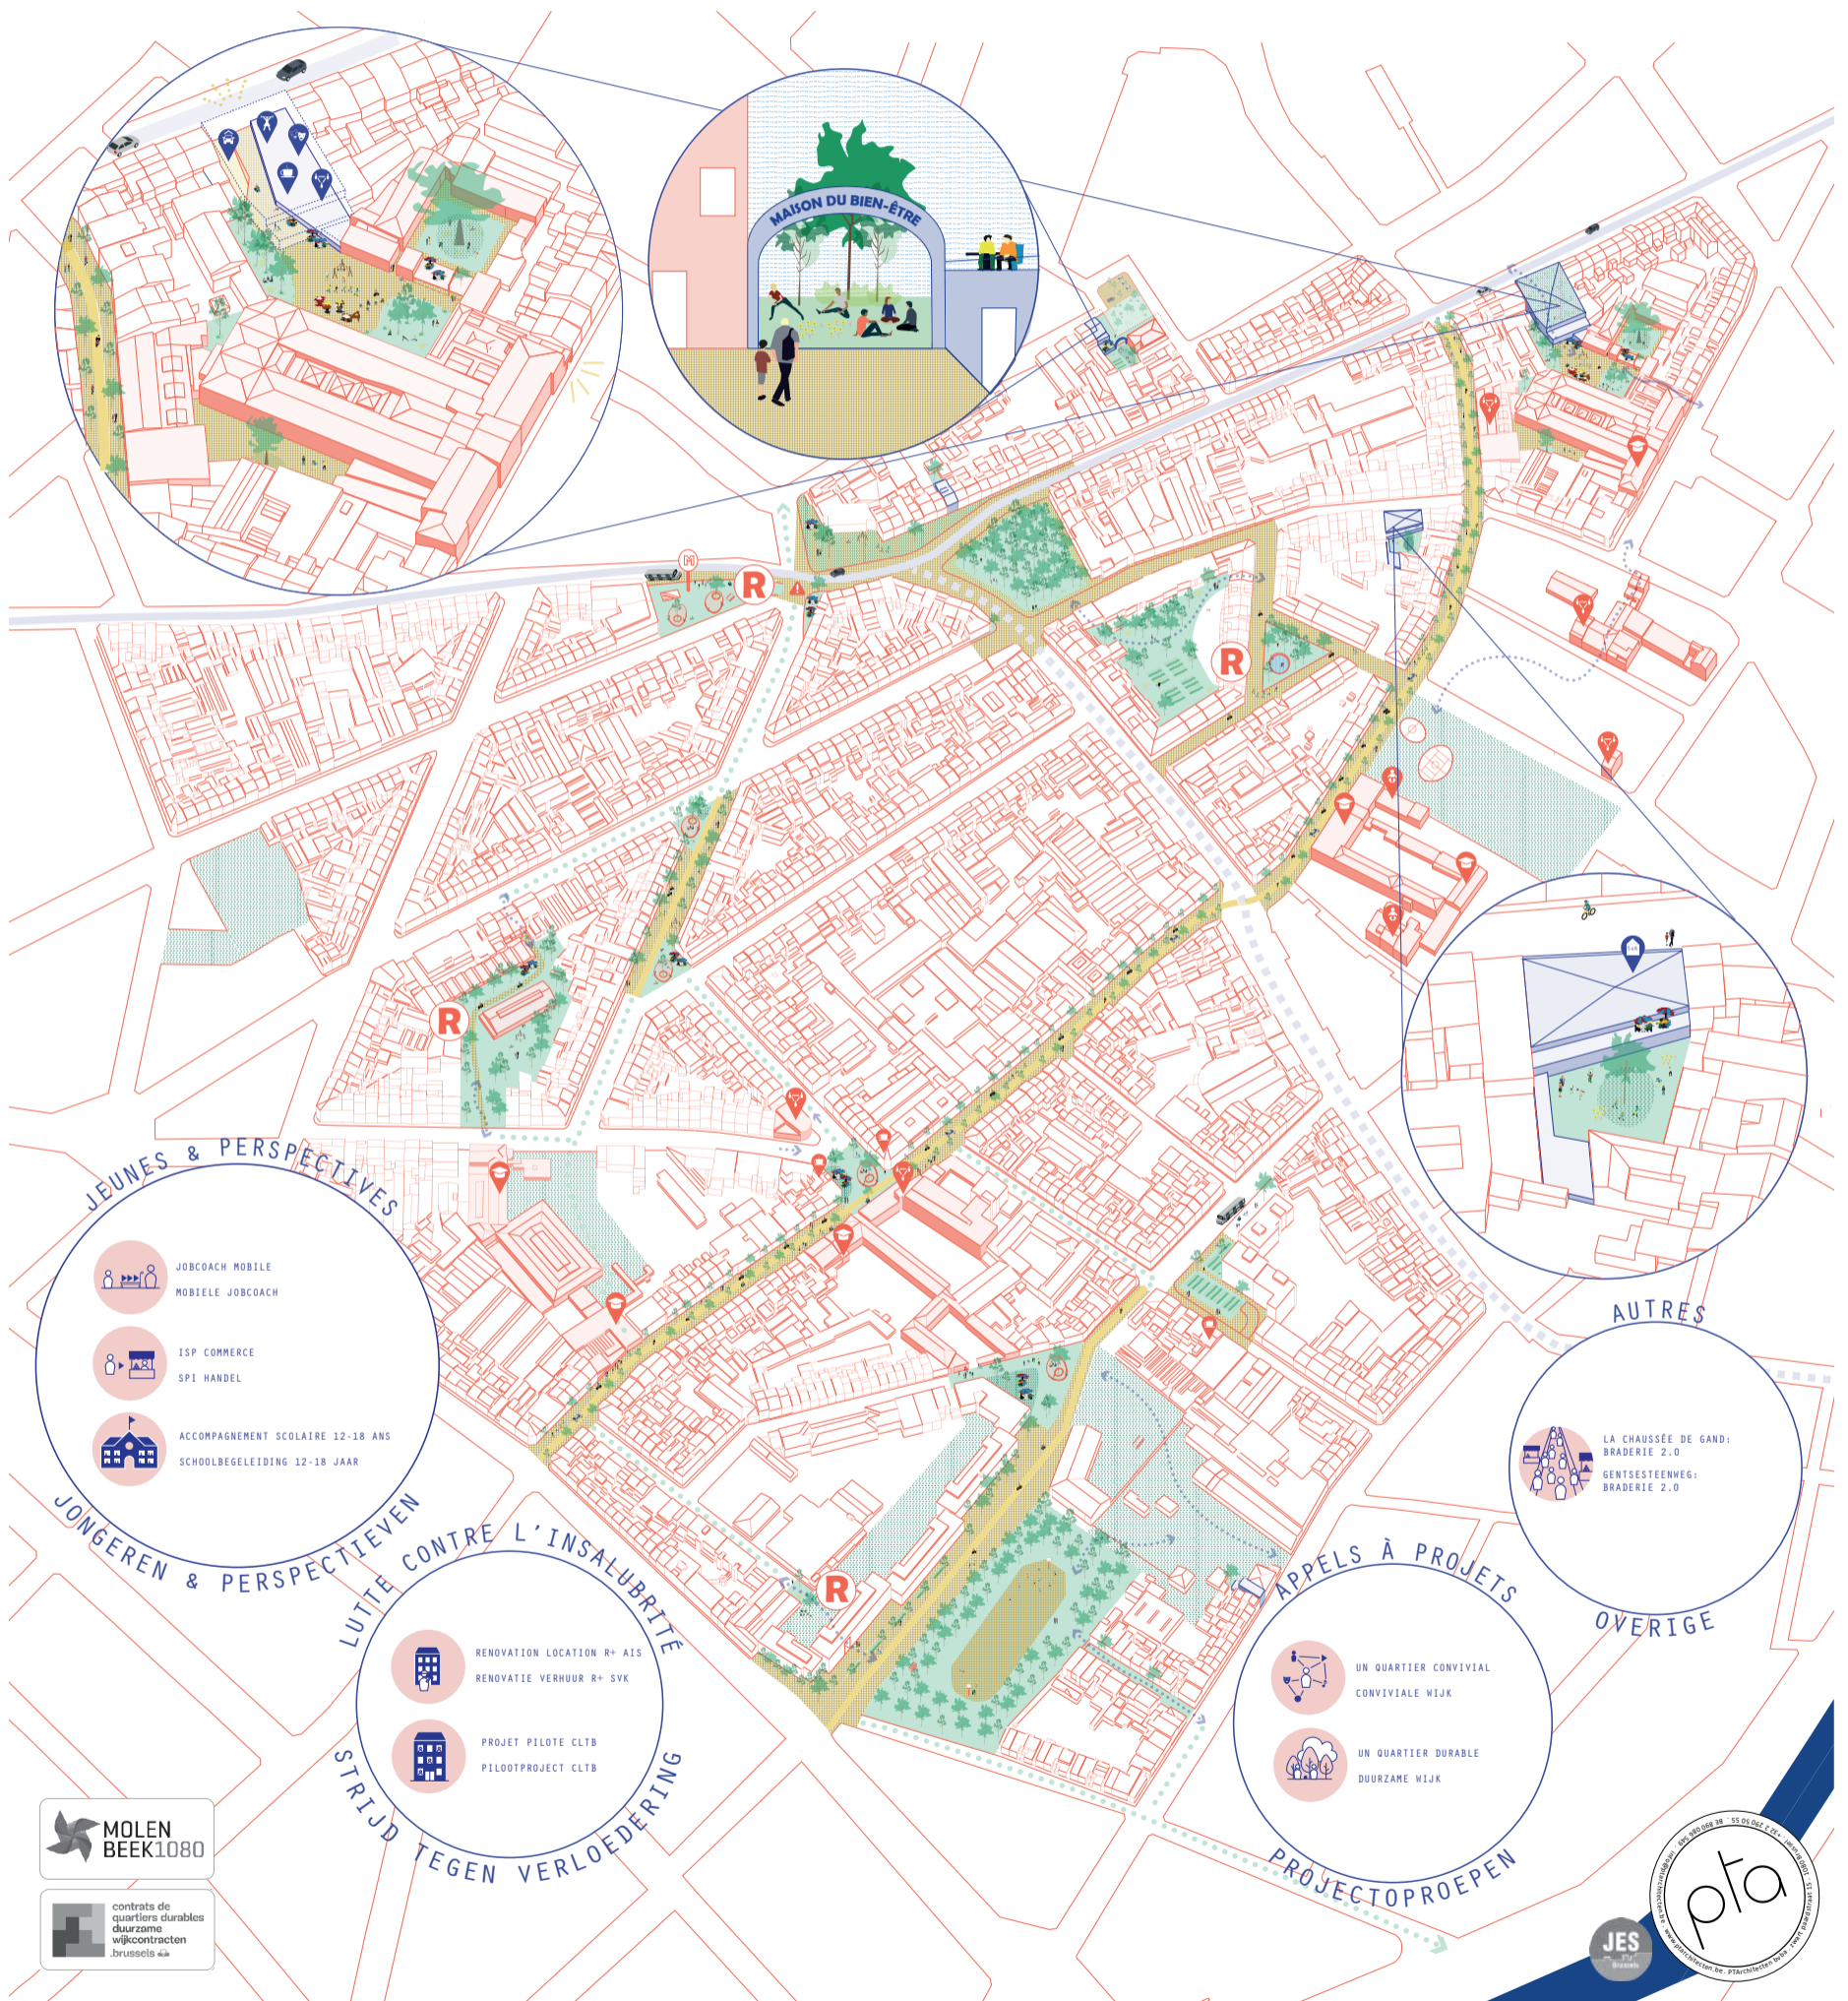 MAISON DU BIEN-ÊTRE
M
R
R
R
R
JEUNES & PERSPECTIVES
JOBCOACH MOBILE
MOBIELE JOBCOACH
ISP COMMERCE
SPI HANDEL
ACCOMPAGNEMENT SCOLAIRE 12-18 ANS
SCHOOLBEGELEIDING 12-18 JAAR
JONGEREN & PERSPECTIEVEN
LUTTE CONTRE L'INSALUBRITÉ
RENOVATION LOCATION R+ AIS
RENOVATIE VERHUUR R+ SVK
PROJET PILOTE CLTB
PILOOTPROJECT CLTB
STRIJD TEGEN VERLOEDERING
AUTRES
LA CHAUSSÉE DE GAND:
BRADERIE 2.0
GENTSESTEENWEG:
BRADERIE 2.0
OVERIGE
APPELS À PROJETS
UN QUARTIER CONVIVIAL
CONVIVIALE WIJK
UN QUARTIER DURABLE
DUURZAME WIJK
PROJECTOPROEPEN
MOLEN
BEEK1080
contrats de
quartiers durables
duurzame
wijkcontracten
.brussels
JES
Brussels
pta